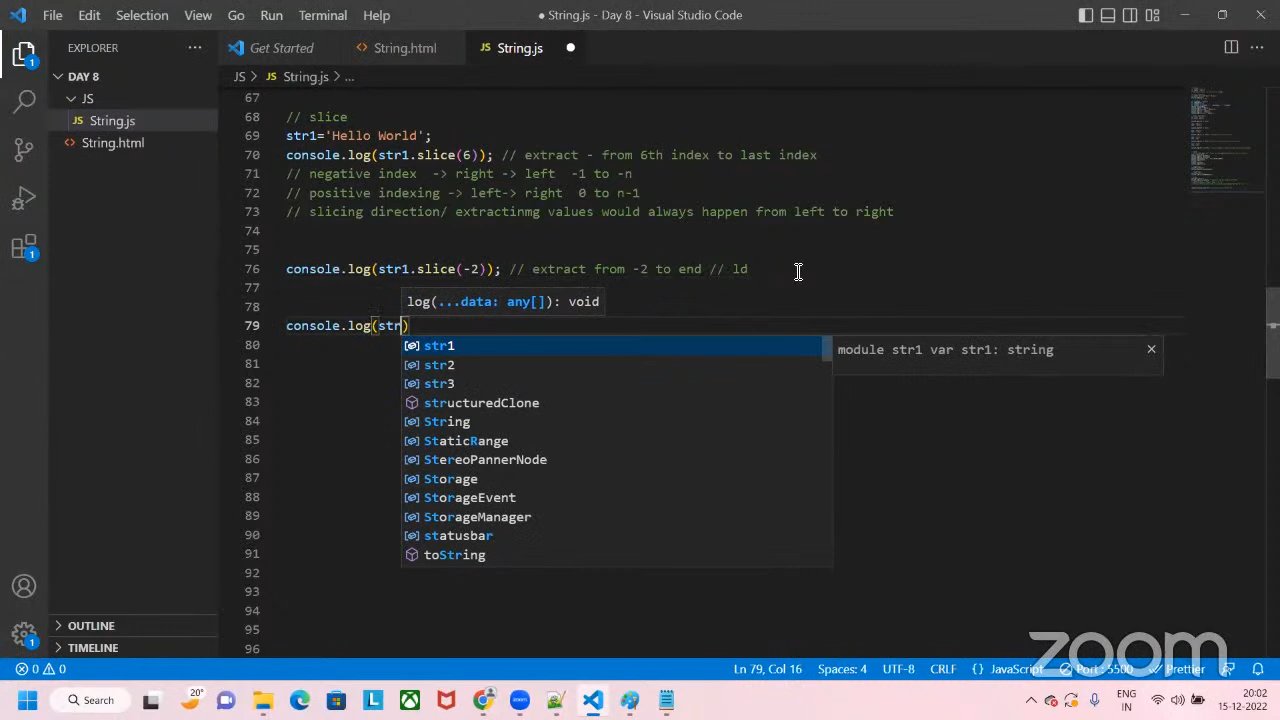 File Edit Selection View Go Run Terminal Help
● String.js - Day 8 - Visual Studio Code
EXPLORER
Get Started
String.html
String.js
DAY 8
JS
String.js
String.html
JS > JS String.js > ...
67
68 // slice
69 str1='Hello World';
70 console.log(str1.slice(6)); // extract - from 6th index to last index
71 // negative index -> right -> left -1 to -n
72 // positive indexing -> left -> right 0 to n-1
73 // slicing direction/ extractinmg values would always happen from left to right
74
75
76 console.log(str1.slice(-2)); // extract from -2 to end // ld
77
78
log(...data: any[]): void
79 console.log(str)
80
81
82
83
84
85
86
87
88
89
90
91
92
93
94
95
96
str1
str2
str3
structuredClone
String
StaticRange
StereoPannerNode
Storage
StorageEvent
StorageManager
statusbar
toString
module str1 var str1: string
OUTLINE
TIMELINE
zoom
0 0
Ln 79, Col 16 Spaces: 4 UTF-8 CRLF {} JavaScript Port : 5500 Prettier
Search
20°
ENG
IN
20:02
15-12-2022